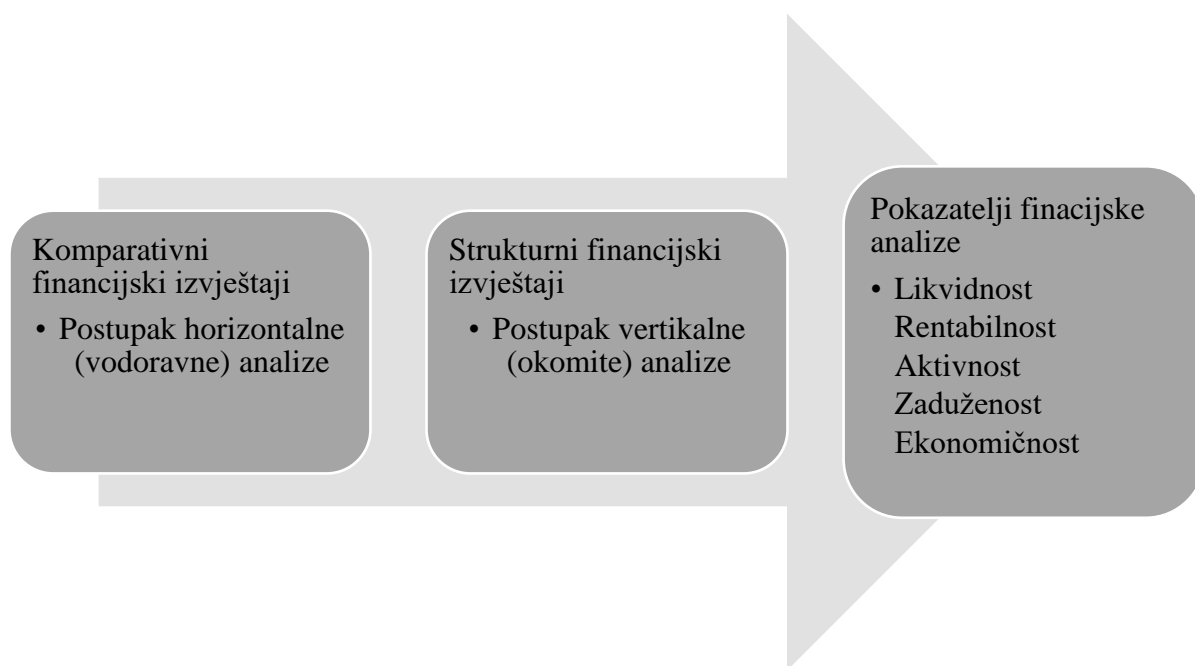 Komparativni
financijski izvještaji
• Postupak horizontalne
(vodoravne) analize
Strukturni financijski
izvještaji
• Postupak vertikalne
(okomite) analize
Pokazatelji finacijske
analize
• Likvidnost
Rentabilnost
Aktivnost
Zaduženost
Ekonomičnost